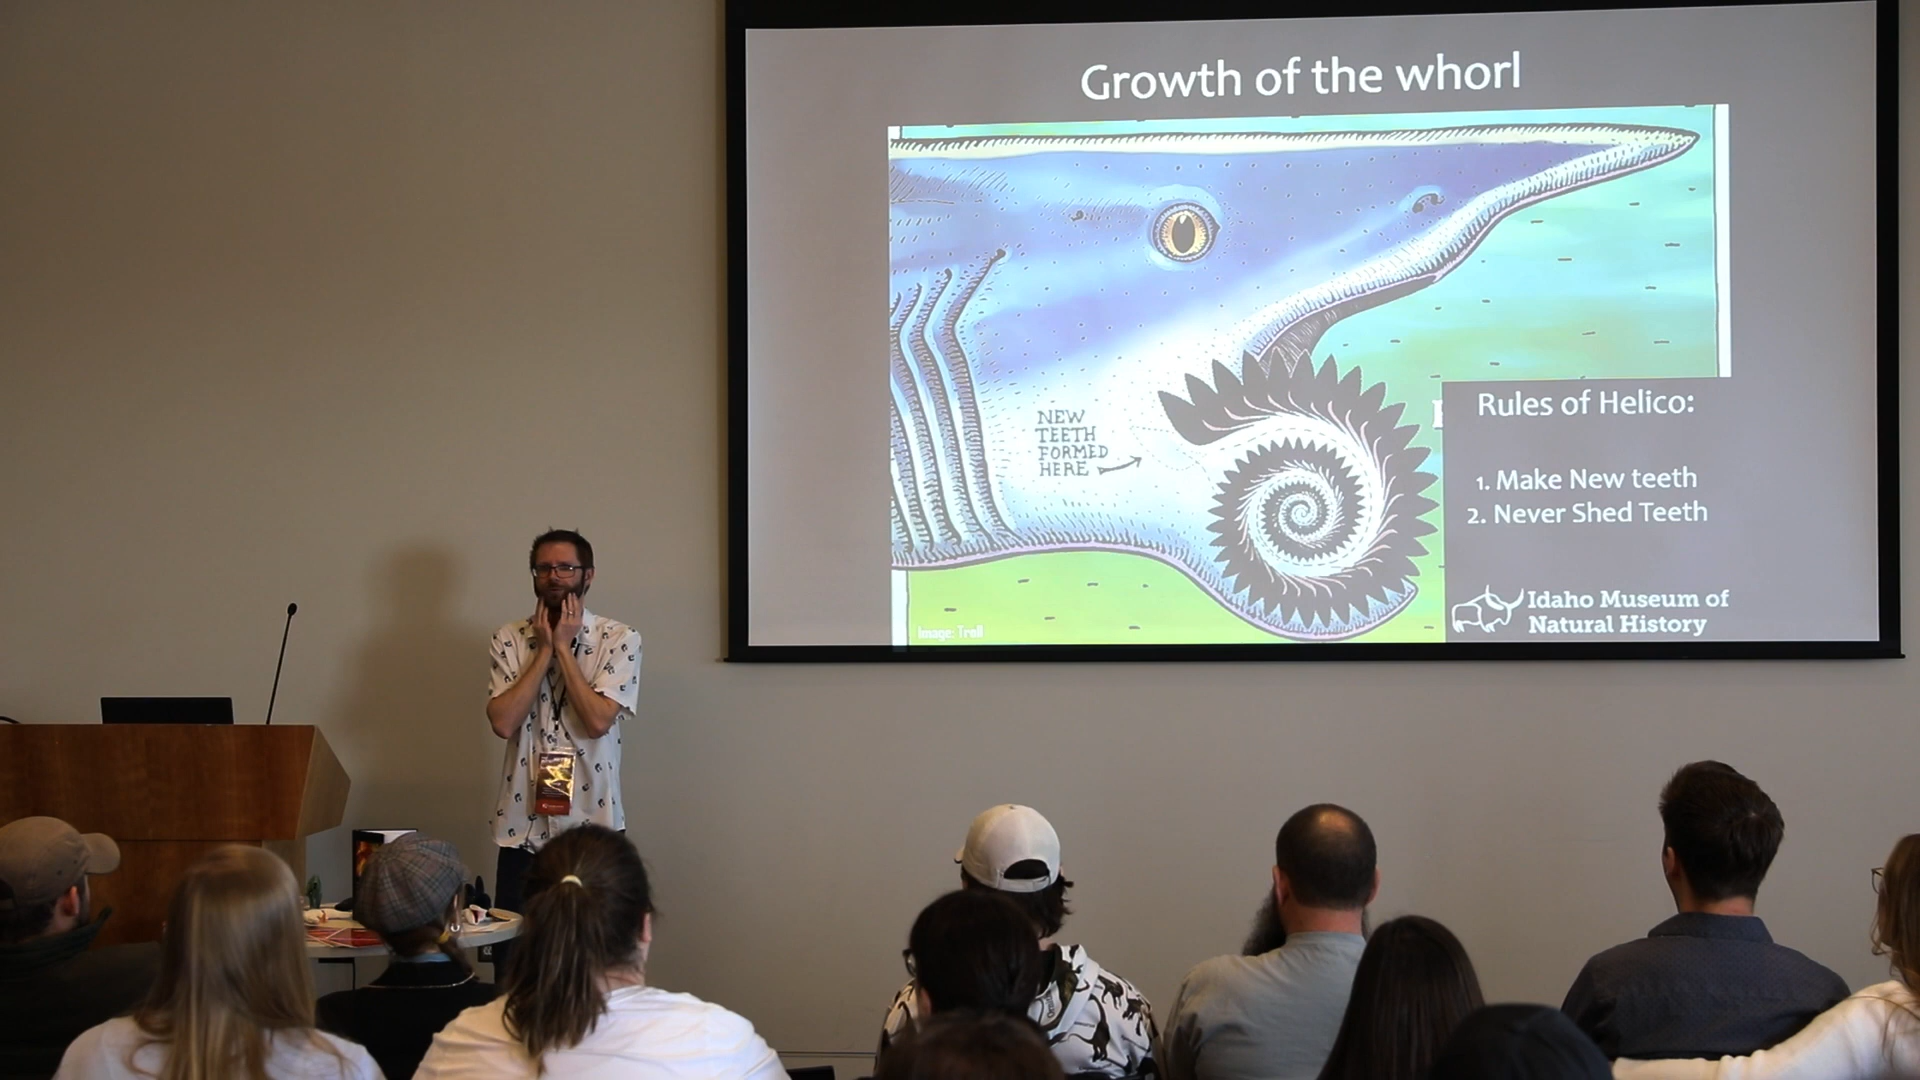 Growth of the whorl
NEW
TEETH
FORMED
HERE
Rules of Helico:
1. Make New teeth
2. Never Shed Teeth
Idaho Museum of
Natural History
Image: Troll